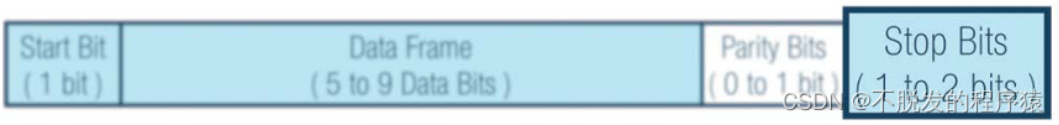 Start Bit
( 1 bit )
Data Frame
( 5 to 9 Data Bits )
Parity Bits
( 0 to 1 bit )
Stop Bits
( 1 to 2 bits )
CSDN @不脱发的程序猿